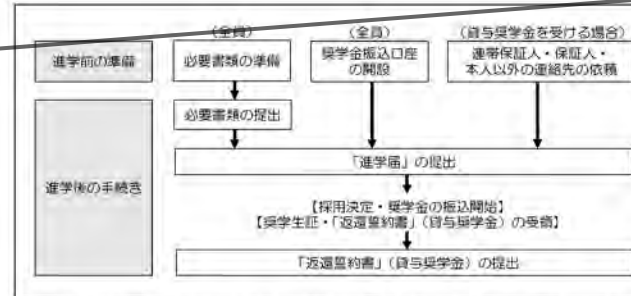 (全員)
(全員)
(貸与奨学金を受ける場合)
進学前の準備
必要書類の準備
奨学金振込口座
の開設
連帯保証人・保証人・
本人以外の連絡先の依頼
進学後の手続き
必要書類の提出
「進学届」の提出
【採用決定・奨学金の振込開始】
【奨学生証・「返還誓約書」(貸与奨学金)の受領】
「返還誓約書」(貸与奨学金)の提出